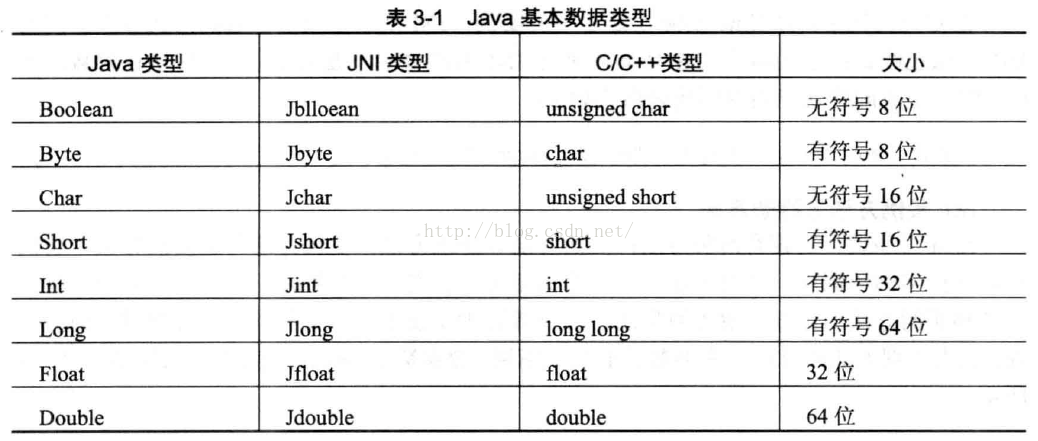 表 3-1 Java 基本数据类型
Java 类型 JNI 类型 C/C++类型 大小
Boolean Jblloean unsigned char 无符号 8 位
Byte Jbyte char 有符号 8 位
Char Jchar unsigned short 无符号 16 位
http://blog.csdn.net/
Short Jshort short 有符号 16 位
Int Jint int 有符号 32 位
Long Jlong long long 有符号 64 位
Float Jfloat float 32 位
Double Jdouble double 64 位